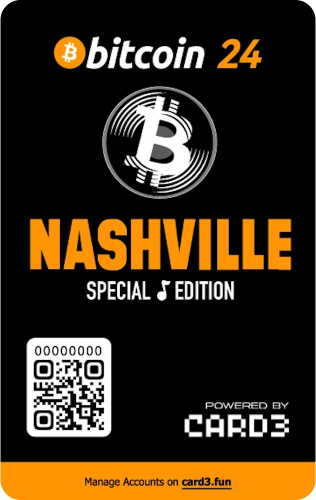 bitcoin 24
NASHVILLE
SPECIAL EDITION
00000000
POWERED BY
CARD3
Manage Accounts on card3.fun